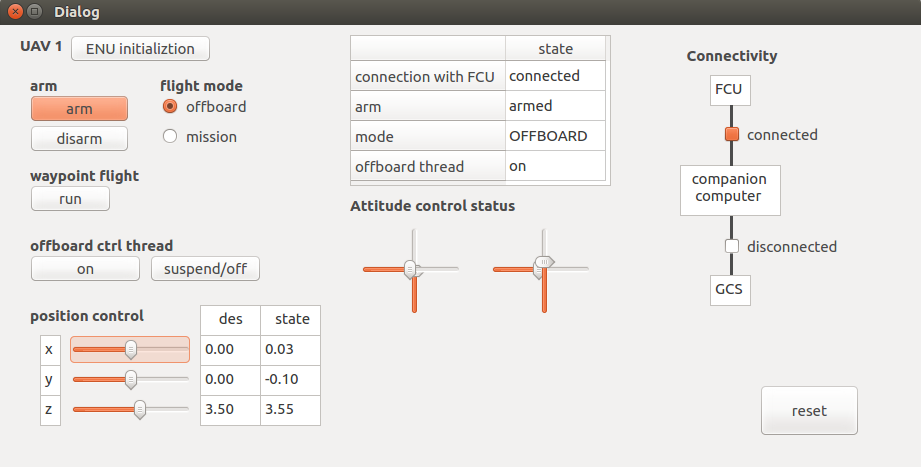 Dialog
UAV 1
ENU initializtion
arm
arm
disarm
flight mode
offboard
mission
waypoint flight
run
offboard ctrl thread
on
suspend/off
position control
des state
x 0.00 0.03
y 0.00 -0.10
z 3.50 3.55
state
connection with FCU connected
arm armed
mode OFFBOARD
offboard thread on
Attitude control status
Connectivity
FCU
connected
companion
computer
disconnected
GCS
reset